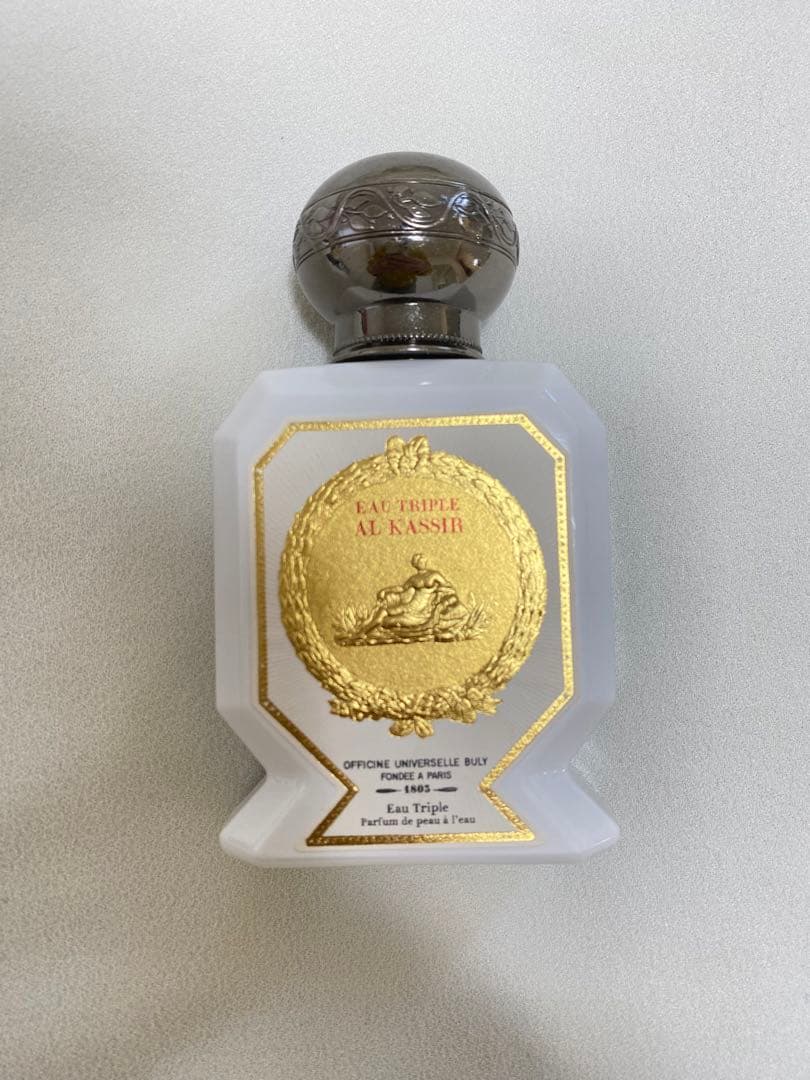 EAU TRIPLE
AL KASSIR
OFFICINE UNIVERSELLE BULY
FONDEE A PARIS
1803
Eau Triple
Parfum de peau à l'eau